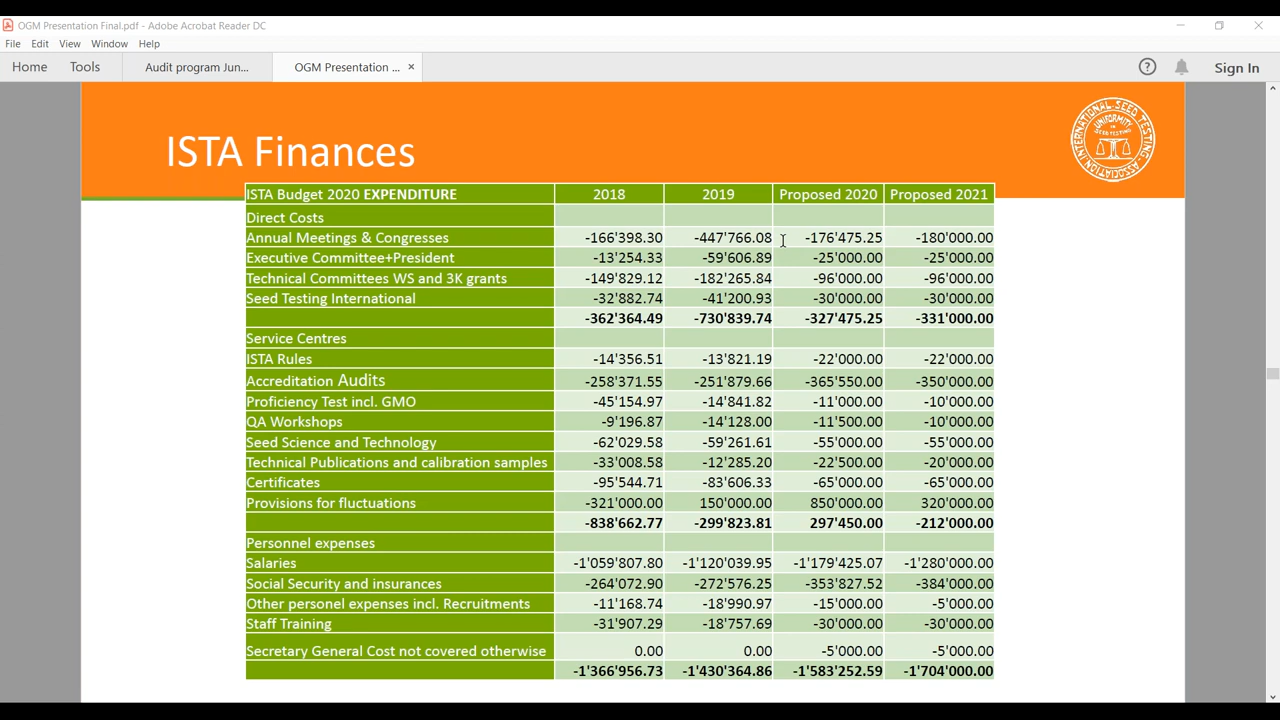 OGM Presentation Final.pdf - Adobe Acrobat Reader DC
File Edit View Window Help
Home Tools Audit program Jun... OGM Presentation ... × Sign In
ISTA Finances
INTERNATIONAL SEED TESTING ASSOCIATION
UNIFORMITY
IN
SEED TESTING
ISTA Budget 2020 EXPENDITURE 2018 2019 Proposed 2020 Proposed 2021
Direct Costs
Annual Meetings & Congresses -166'398.30 -447'766.08 -176'475.25 -180'000.00
Executive Committee+President -13'254.33 -59'606.89 -25'000.00 -25'000.00
Technical Committees WS and 3K grants -149'829.12 -182'265.84 -96'000.00 -96'000.00
Seed Testing International -32'882.74 -41'200.93 -30'000.00 -30'000.00
-362'364.49 -730'839.74 -327'475.25 -331'000.00
Service Centres
ISTA Rules -14'356.51 -13'821.19 -22'000.00 -22'000.00
Accreditation Audits -258'371.55 -251'879.66 -365'550.00 -350'000.00
Proficiency Test incl. GMO -45'154.97 -14'841.82 -11'000.00 -10'000.00
QA Workshops -9'196.87 -14'128.00 -11'500.00 -10'000.00
Seed Science and Technology -62'029.58 -59'261.61 -55'000.00 -55'000.00
Technical Publications and calibration samples -33'008.58 -12'285.20 -22'500.00 -20'000.00
Certificates -95'544.71 -83'606.33 -65'000.00 -65'000.00
Provisions for fluctuations -321'000.00 150'000.00 850'000.00 320'000.00
-838'662.77 -299'823.81 297'450.00 -212'000.00
Personnel expenses
Salaries -1'059'807.80 -1'120'039.95 -1'179'425.07 -1'280'000.00
Social Security and insurances -264'072.90 -272'576.25 -353'827.52 -384'000.00
Other personel expenses incl. Recruitments -11'168.74 -18'990.97 -15'000.00 -5'000.00
Staff Training -31'907.29 -18'757.69 -30'000.00 -30'000.00
Secretary General Cost not covered otherwise 0.00 0.00 -5'000.00 -5'000.00
-1'366'956.73 -1'430'364.86 -1'583'252.59 -1'704'000.00